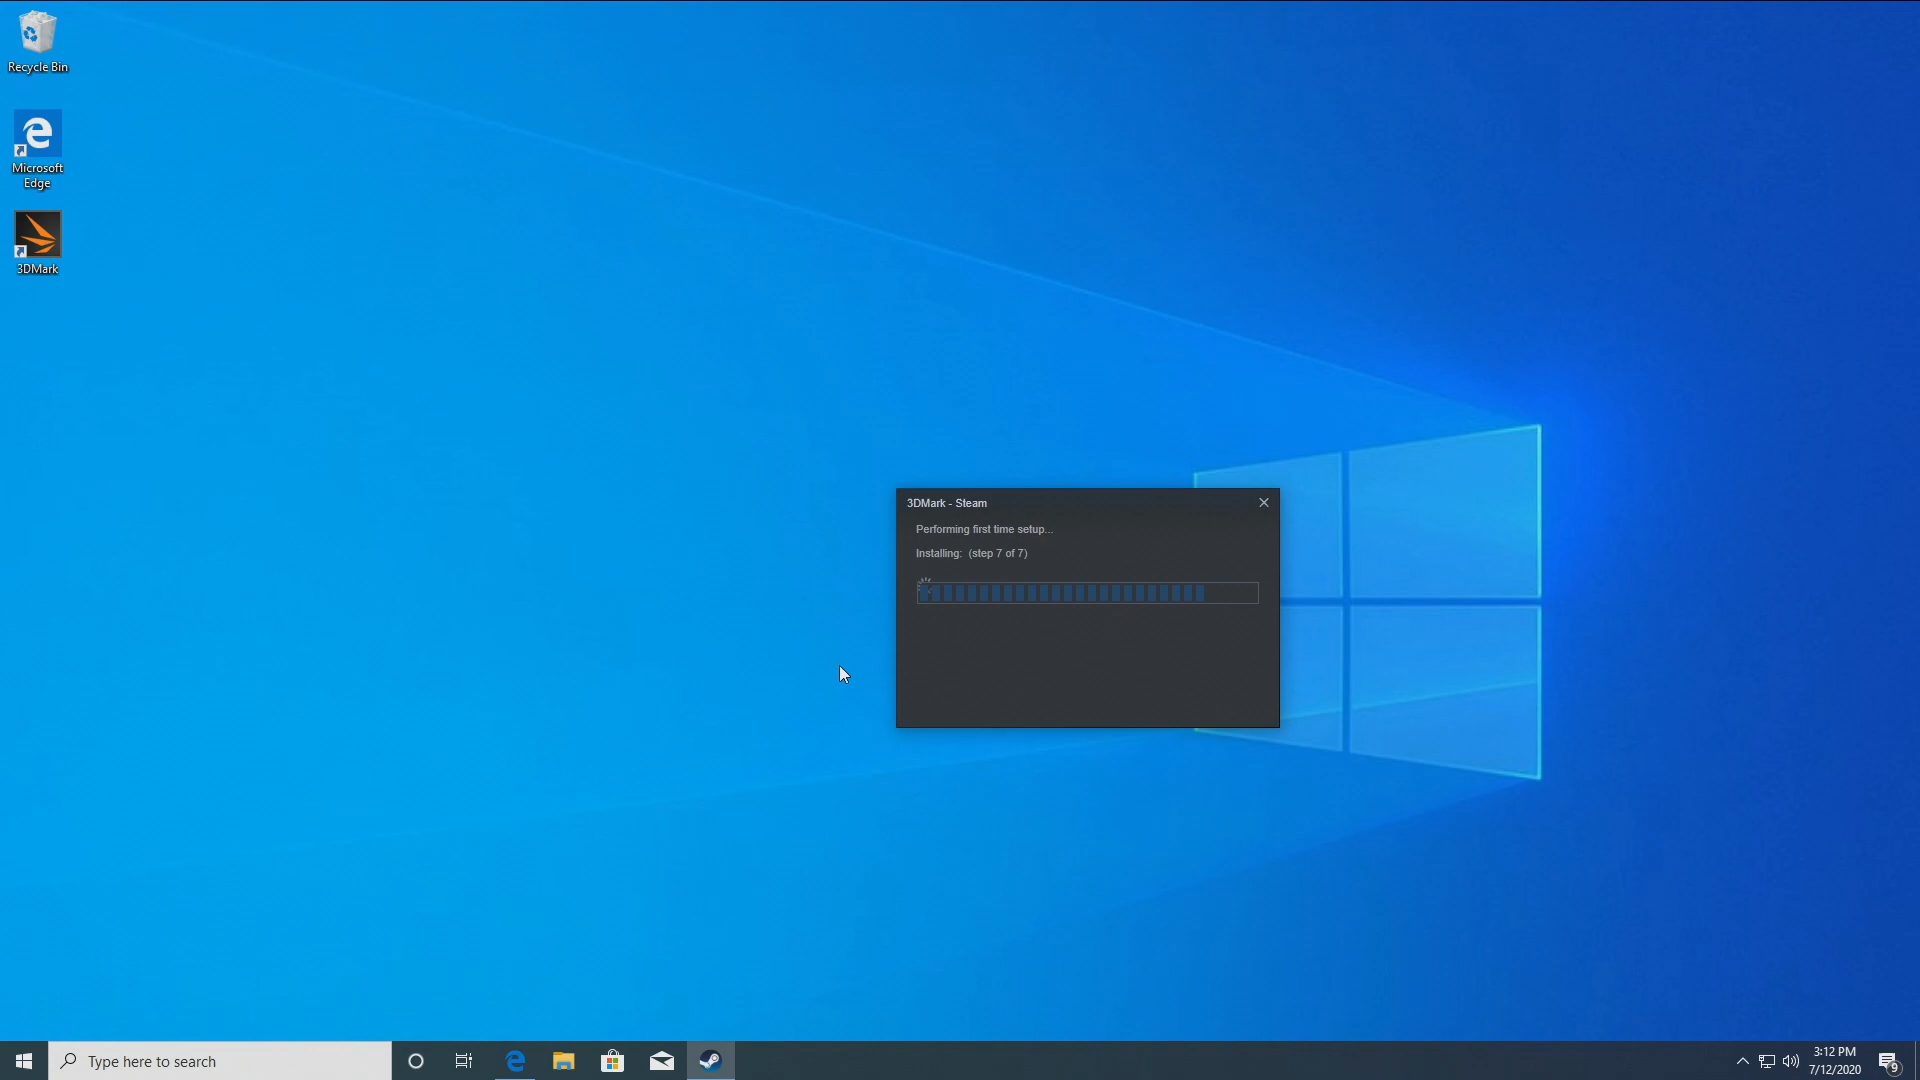 Recycle Bin
Microsoft
Edge
3DMark
3DMark - Steam
Performing first time setup...
Installing:  (step 7 of 7)
Type here to search
3:12 PM
7/12/2020
9